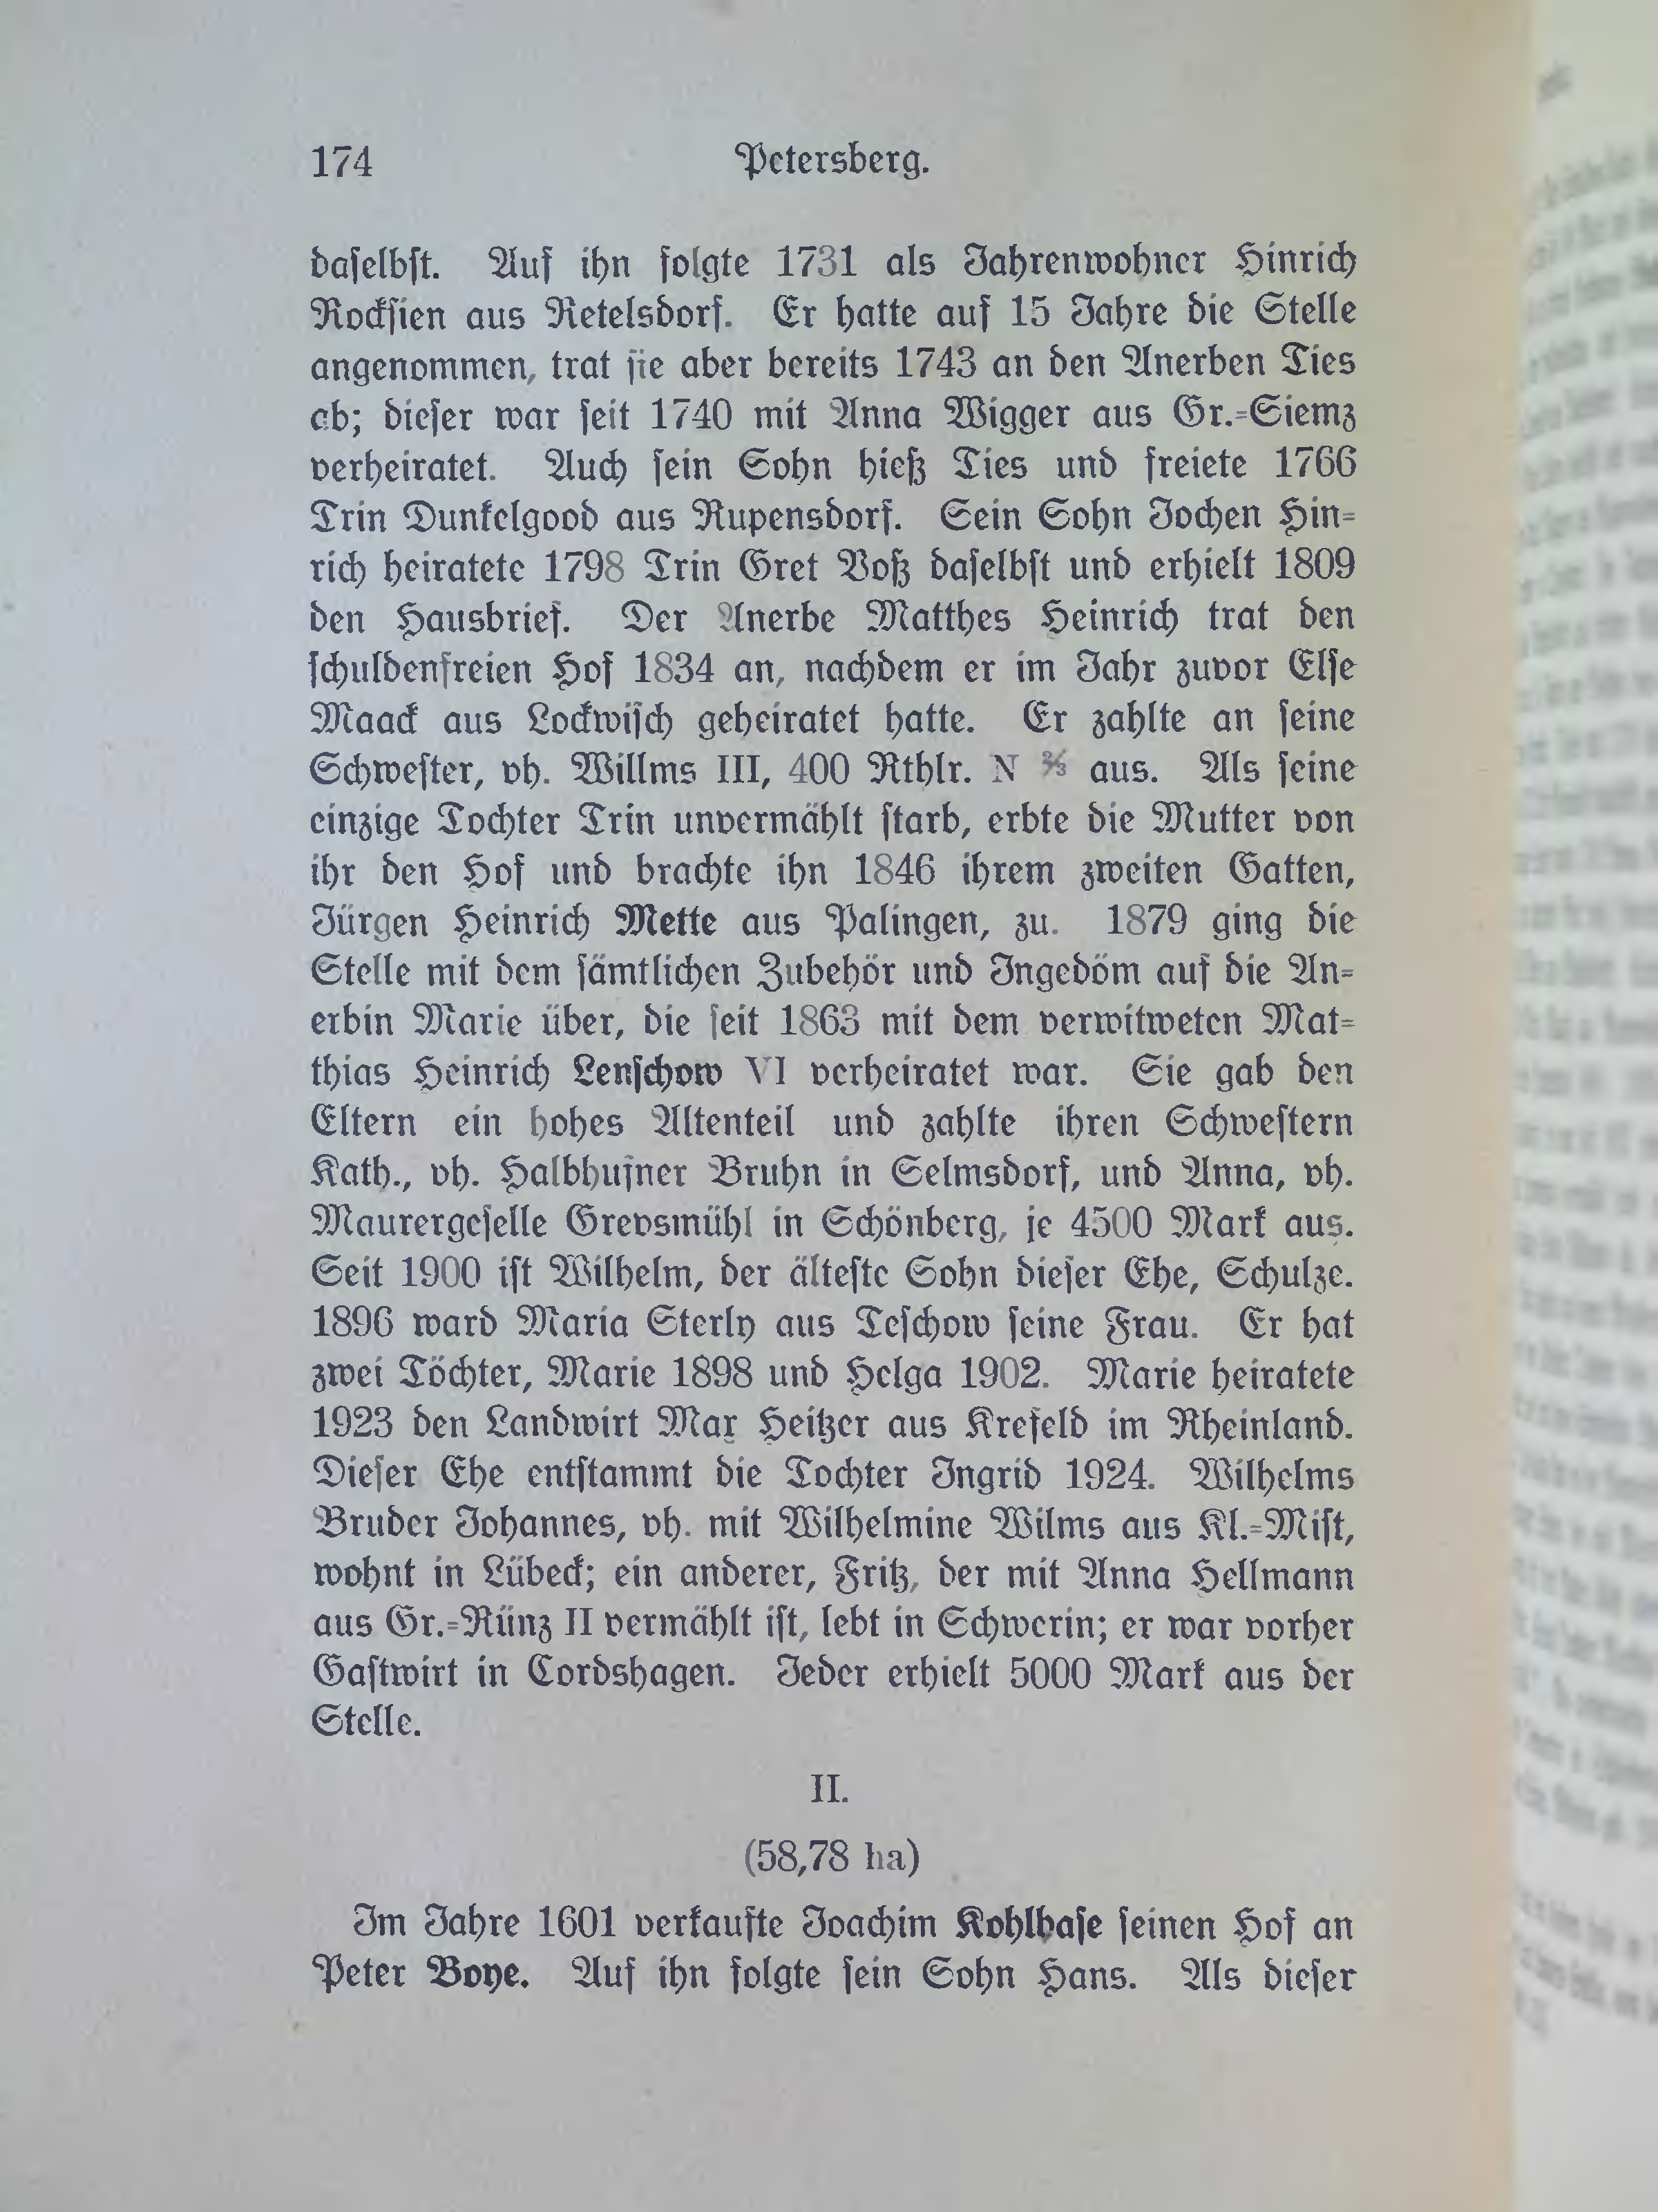 174 Petersberg.
daselbst. Auf ihn folgte 1731 als Jahrenwohner Hinrich
Rocksien aus Retelsdorf. Er hatte auf 15 Jahre die Stelle
angenommen, trat sie aber bereits 1743 an den Anerben Ties
ab; dieser war seit 1740 mit Anna Wigger aus Gr.=Siemz
verheiratet. Auch sein Sohn hieß Ties und freiete 1766
Trin Dunkelgood aus Rupensdorf. Sein Sohn Jochen Hin=
rich heiratete 1798 Trin Gret Voß daselbst und erhielt 1809
den Hausbrief. Der Anerbe Matthes Heinrich trat den
schuldenfreien Hof 1834 an, nachdem er im Jahr zuvor Else
Maack aus Lockwisch geheiratet hatte. Er zahlte an seine
Schwester, vh. Willms III, 400 Rthlr. N ⅔ aus. Als seine
einzige Tochter Trin unvermählt starb, erbte die Mutter von
ihr den Hof und brachte ihn 1846 ihrem zweiten Gatten,
Jürgen Heinrich Mette aus Palingen, zu. 1879 ging die
Stelle mit dem sämtlichen Zubehör und Ingedöm auf die An=
erbin Marie über, die seit 1863 mit dem verwitweten Mat=
thias Heinrich Lenschow VI verheiratet war. Sie gab den
Eltern ein hohes Altenteil und zahlte ihren Schwestern
Kath., vh. Halbhufner Bruhn in Selmsdorf, und Anna, vh.
Maurergeselle Grevsmühl in Schönberg, je 4500 Mark aus.
Seit 1900 ist Wilhelm, der älteste Sohn dieser Ehe, Schulze.
1896 ward Maria Sterly aus Teschow seine Frau. Er hat
zwei Töchter, Marie 1898 und Helga 1902. Marie heiratete
1923 den Landwirt Max Heitzer aus Krefeld im Rheinland.
Dieser Ehe entstammt die Tochter Ingrid 1924. Wilhelms
Bruder Johannes, vh. mit Wilhelmine Wilms aus Kl.=Mist,
wohnt in Lübeck; ein anderer, Fritz, der mit Anna Hellmann
aus Gr.=Rünz II vermählt ist, lebt in Schwerin; er war vorher
Gastwirt in Cordshagen. Jeder erhielt 5000 Mark aus der
Stelle.
II.
(58,78 ha)
Im Jahre 1601 verkaufte Joachim Kohlhase seinen Hof an
Peter Boye. Auf ihn folgte sein Sohn Hans. Als dieser